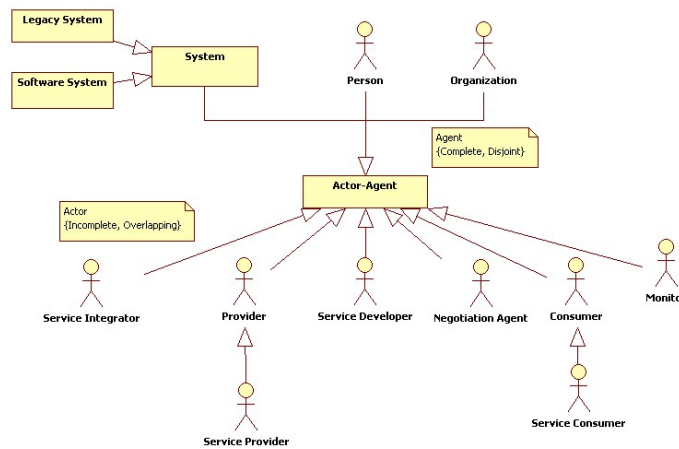 Legacy System
System
Software System
Person
Organization
Agent
{Complete, Disjoint}
Actor-Agent
Actor
{Incomplete, Overlapping}
Service Integrator
Provider
Service Developer
Negotiation Agent
Consumer
Monito
Service Provider
Service Consumer